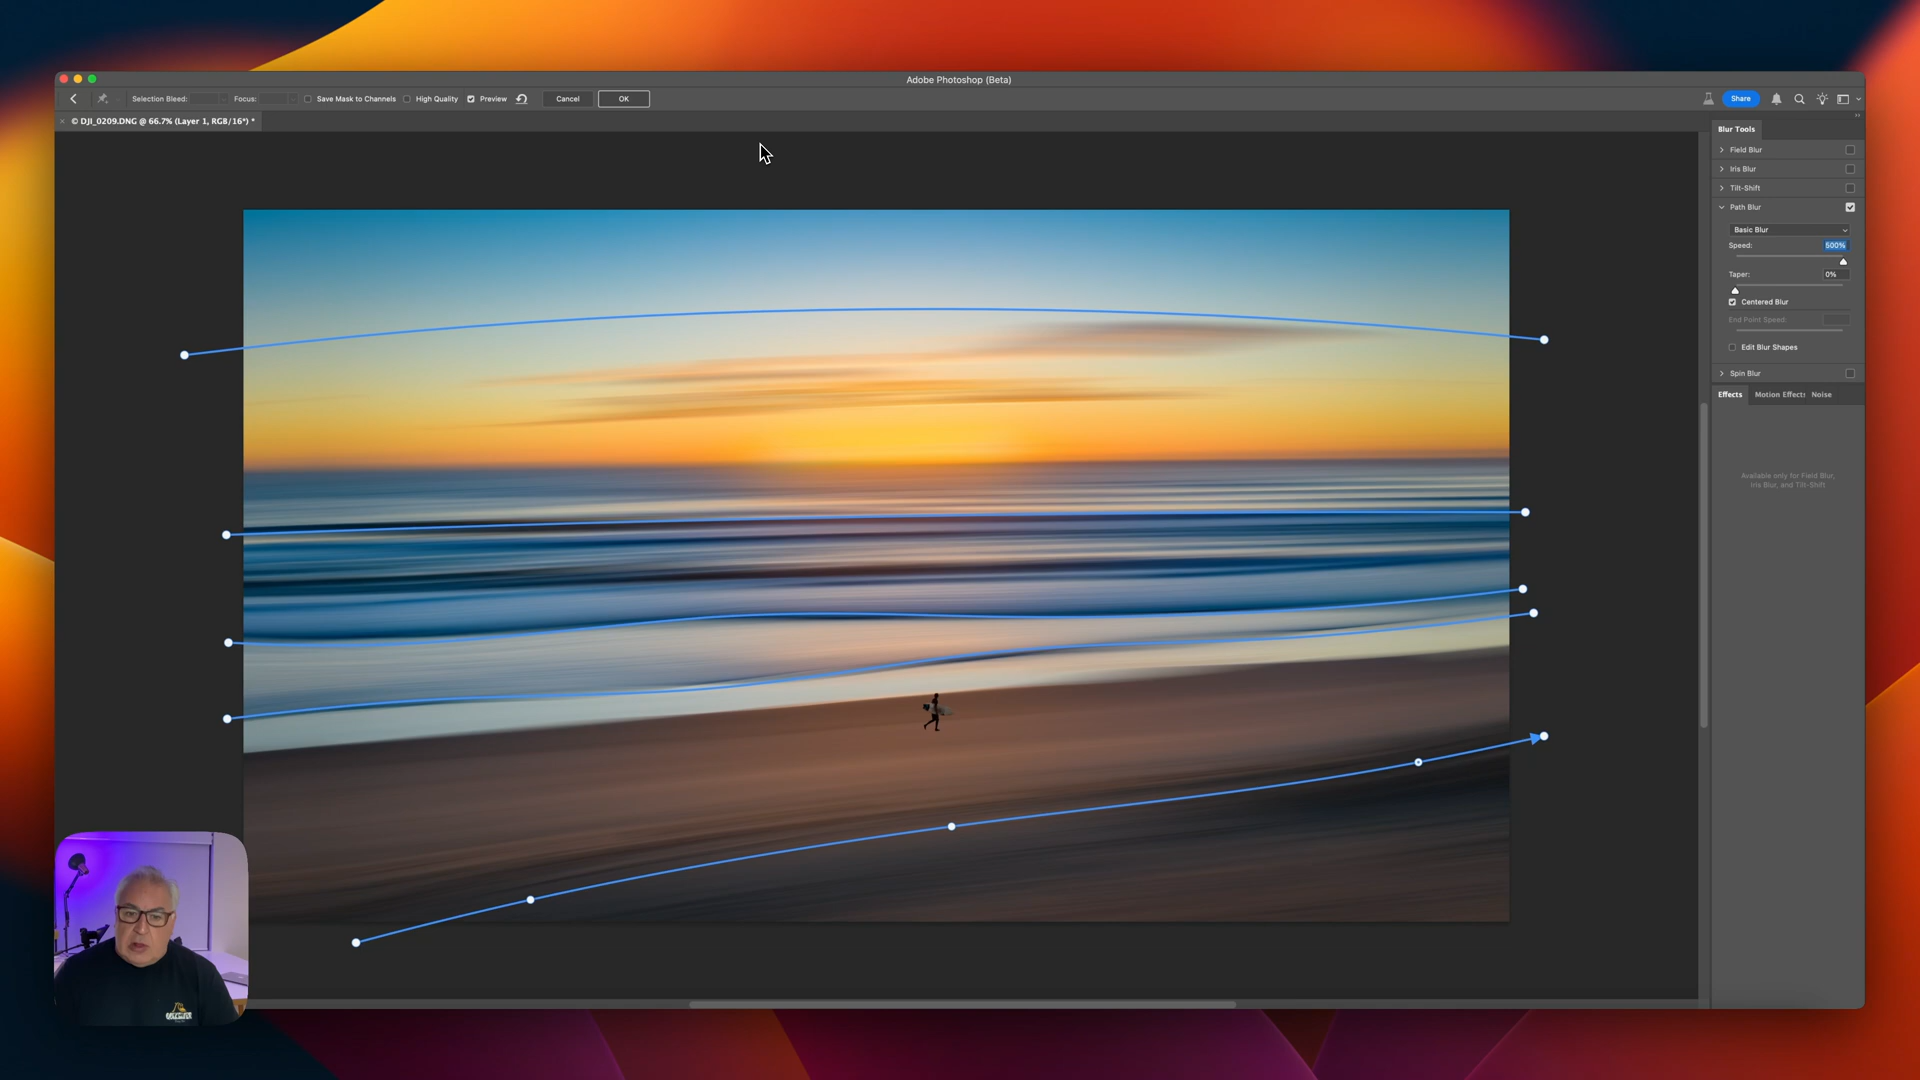 Adobe Photoshop (Beta)
Selection Bleed: Focus: Save Mask to Channels High Quality Preview Cancel OK Share
© DJI_0209.DNG @ 66.7% (Layer 1, RGB/16*) *
Blur Tools
Field Blur
Iris Blur
Tilt-Shift
Path Blur
Basic Blur
Speed: 500%
Taper: 0%
Centered Blur
End Point Speed:
Edit Blur Shapes
Spin Blur
Effects Motion Effects Noise
Available only for Field Blur,
Iris Blur, and Tilt-Shift